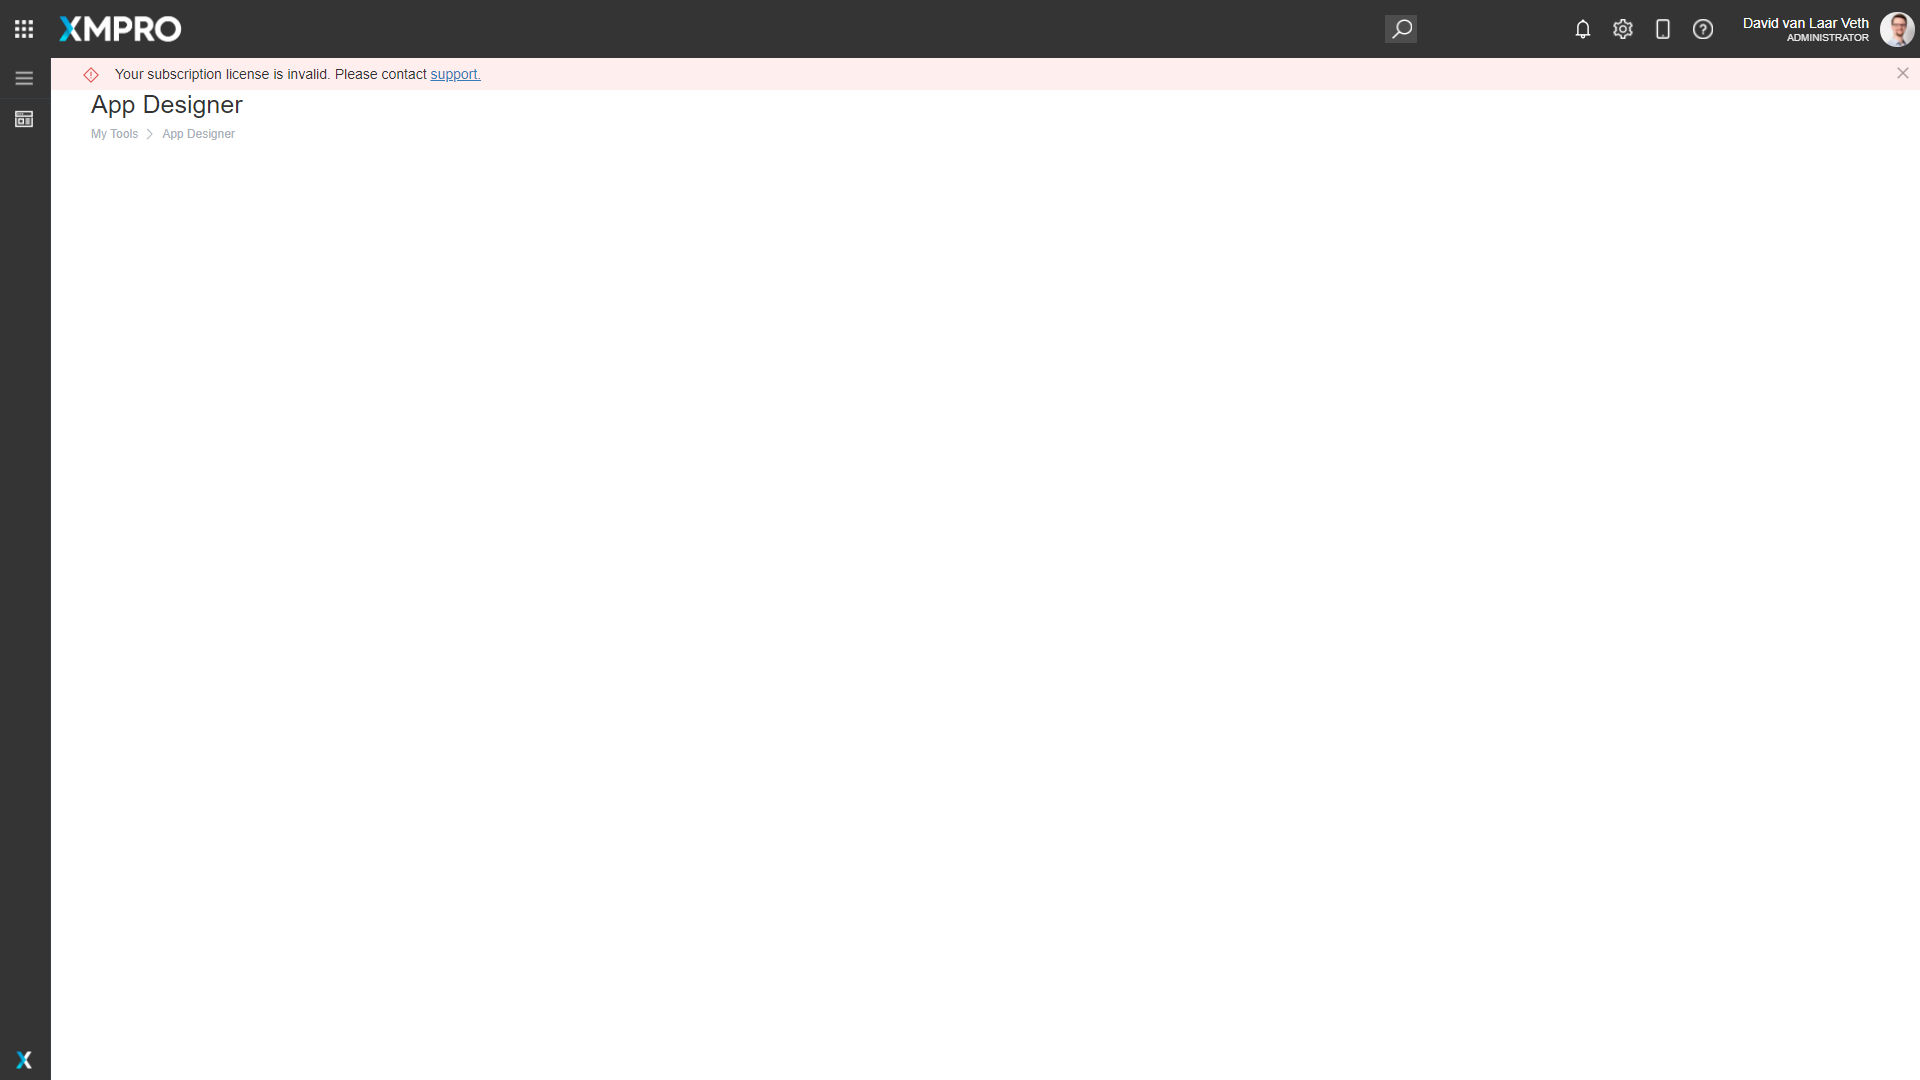 XMPRO
David van Laar Veth
ADMINISTRATOR
Your subscription license is invalid. Please contact support.
App Designer
My Tools
App Designer